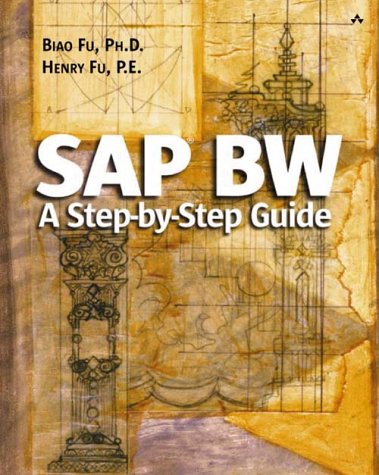 BIAO FU, PH.D.
HENRY FU, P.E.
SAP® BW
A Step-by-Step Guide